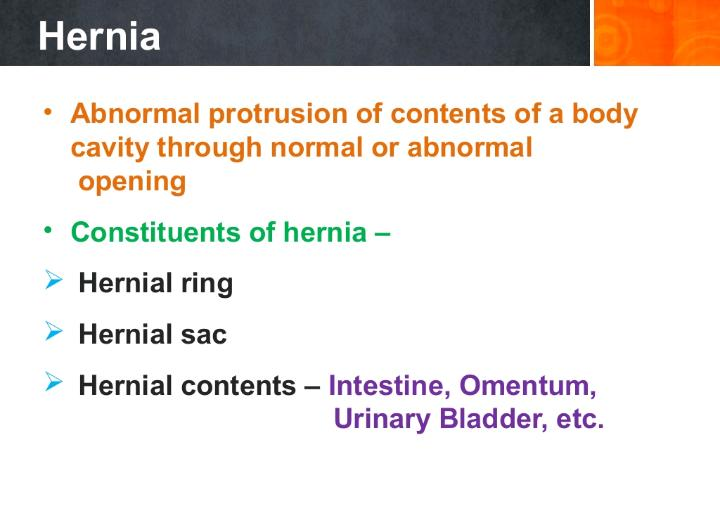 Hernia
• Abnormal protrusion of contents of a body
cavity through normal or abnormal
opening
• Constituents of hernia –
➢ Hernial ring
➢ Hernial sac
➢ Hernial contents – Intestine, Omentum,
Urinary Bladder, etc.